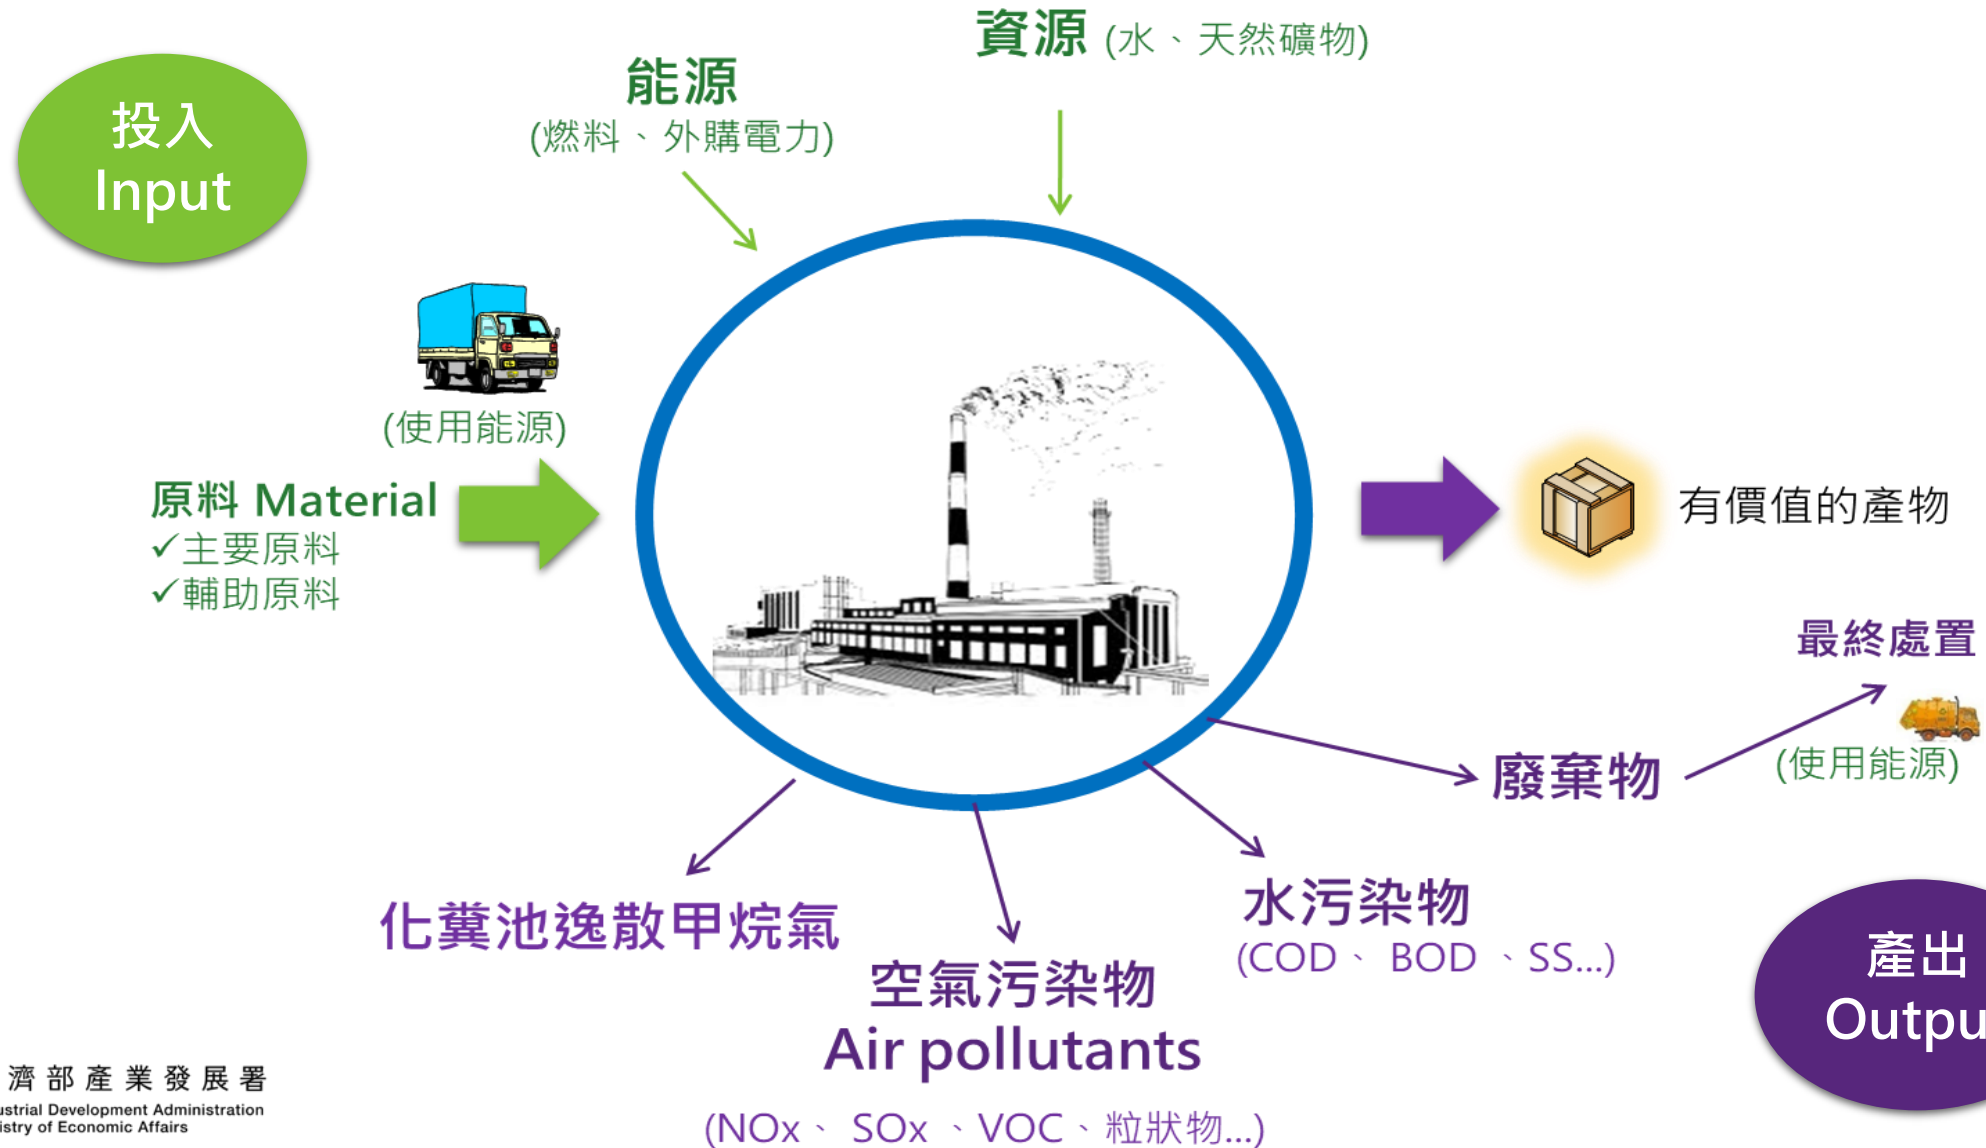 資源 (水、天然礦物)
能源
(燃料、外購電力)
投入
Input
(使用能源)
原料 Material
✓主要原料
✓輔助原料
有價值的產物
最終處置
(使用能源)
廢棄物
化糞池逸散甲烷氣
水污染物
(COD、 BOD 、SS...)
空氣污染物
Air pollutants
(NOx、 SOx 、VOC、粒狀物...)
產出
Outpu
濟部產業發展署
ustrial Development Administration
istry of Economic Affairs